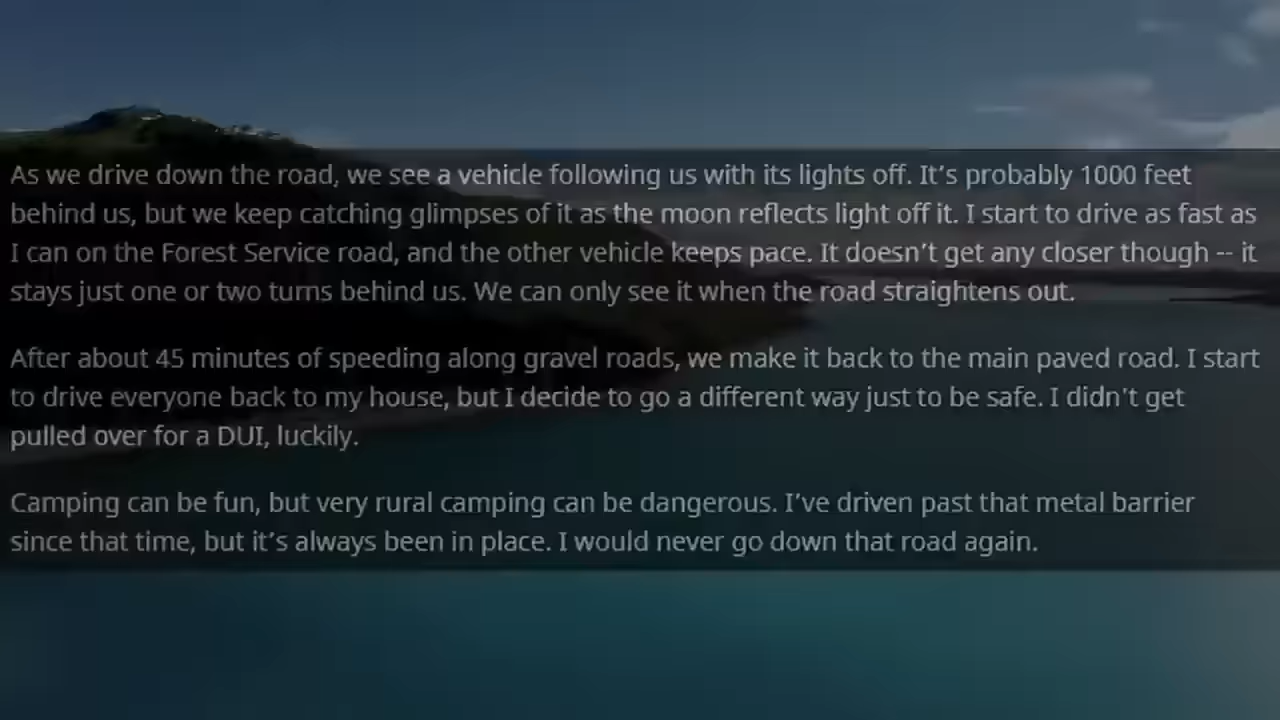 As we drive down the road, we see a vehicle following us with its lights off. It’s probably 1000 feet
behind us, but we keep catching glimpses of it as the moon reflects light off it. I start to drive as fast as
I can on the Forest Service road, and the other vehicle keeps pace. It doesn’t get any closer though -- it
stays just one or two turns behind us. We can only see it when the road straightens out.
After about 45 minutes of speeding along gravel roads, we make it back to the main paved road. I start
to drive everyone back to my house, but I decide to go a different way just to be safe. I didn't get
pulled over for a DUI, luckily.
Camping can be fun, but very rural camping can be dangerous. I’ve driven past that metal barrier
since that time, but it’s always been in place. I would never go down that road again.